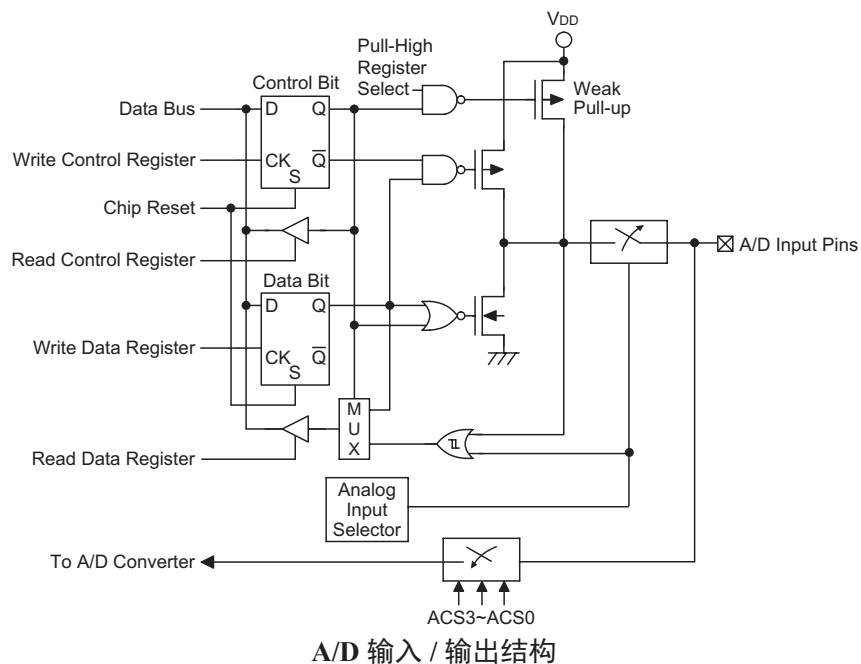 VDD
Pull-High
Register
Select
Weak
Pull-up
Control Bit
Data Bus
D
Q
Write Control Register
CK
Q̅
S
Chip Reset
Read Control Register
A/D Input Pins
Data Bit
D
Q
Write Data Register
CK
Q̅
S
M
U
X
Read Data Register
Analog
Input
Selector
To A/D Converter
ACS3~ACS0
A/D 输入 / 输出结构